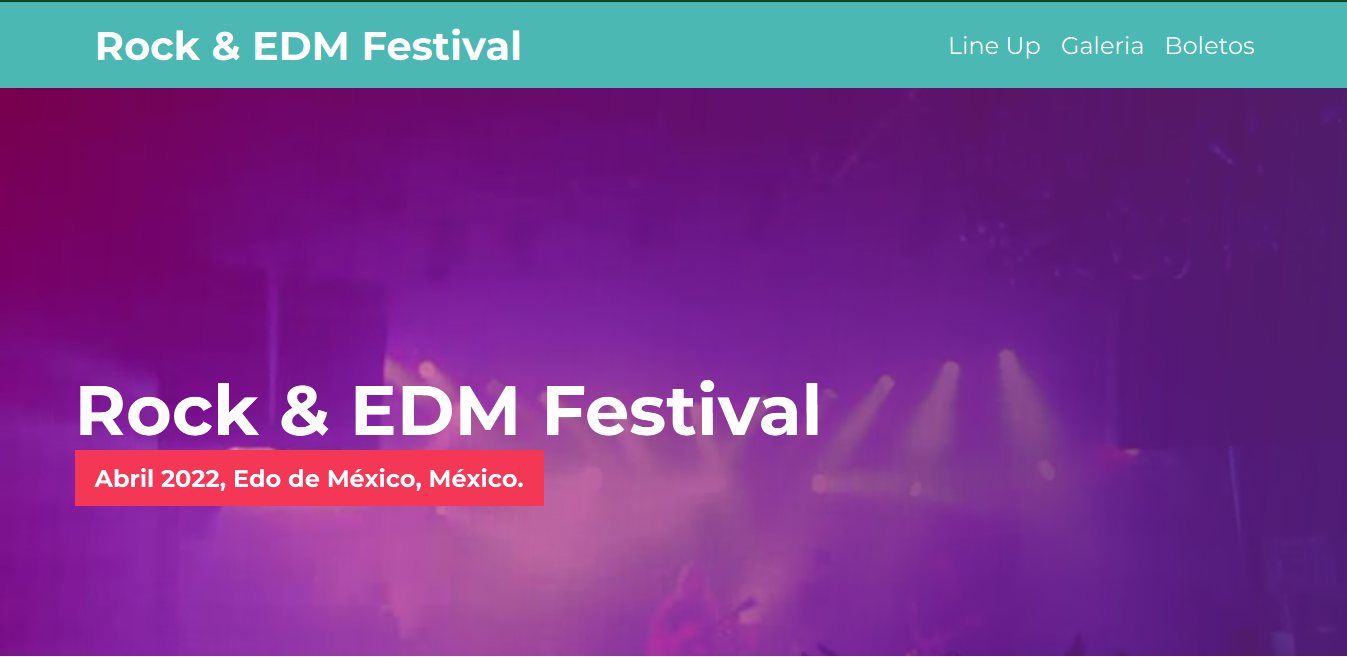 Rock & EDM Festival
Line Up Galeria Boletos
Rock & EDM Festival
Abril 2022, Edo de México, México.